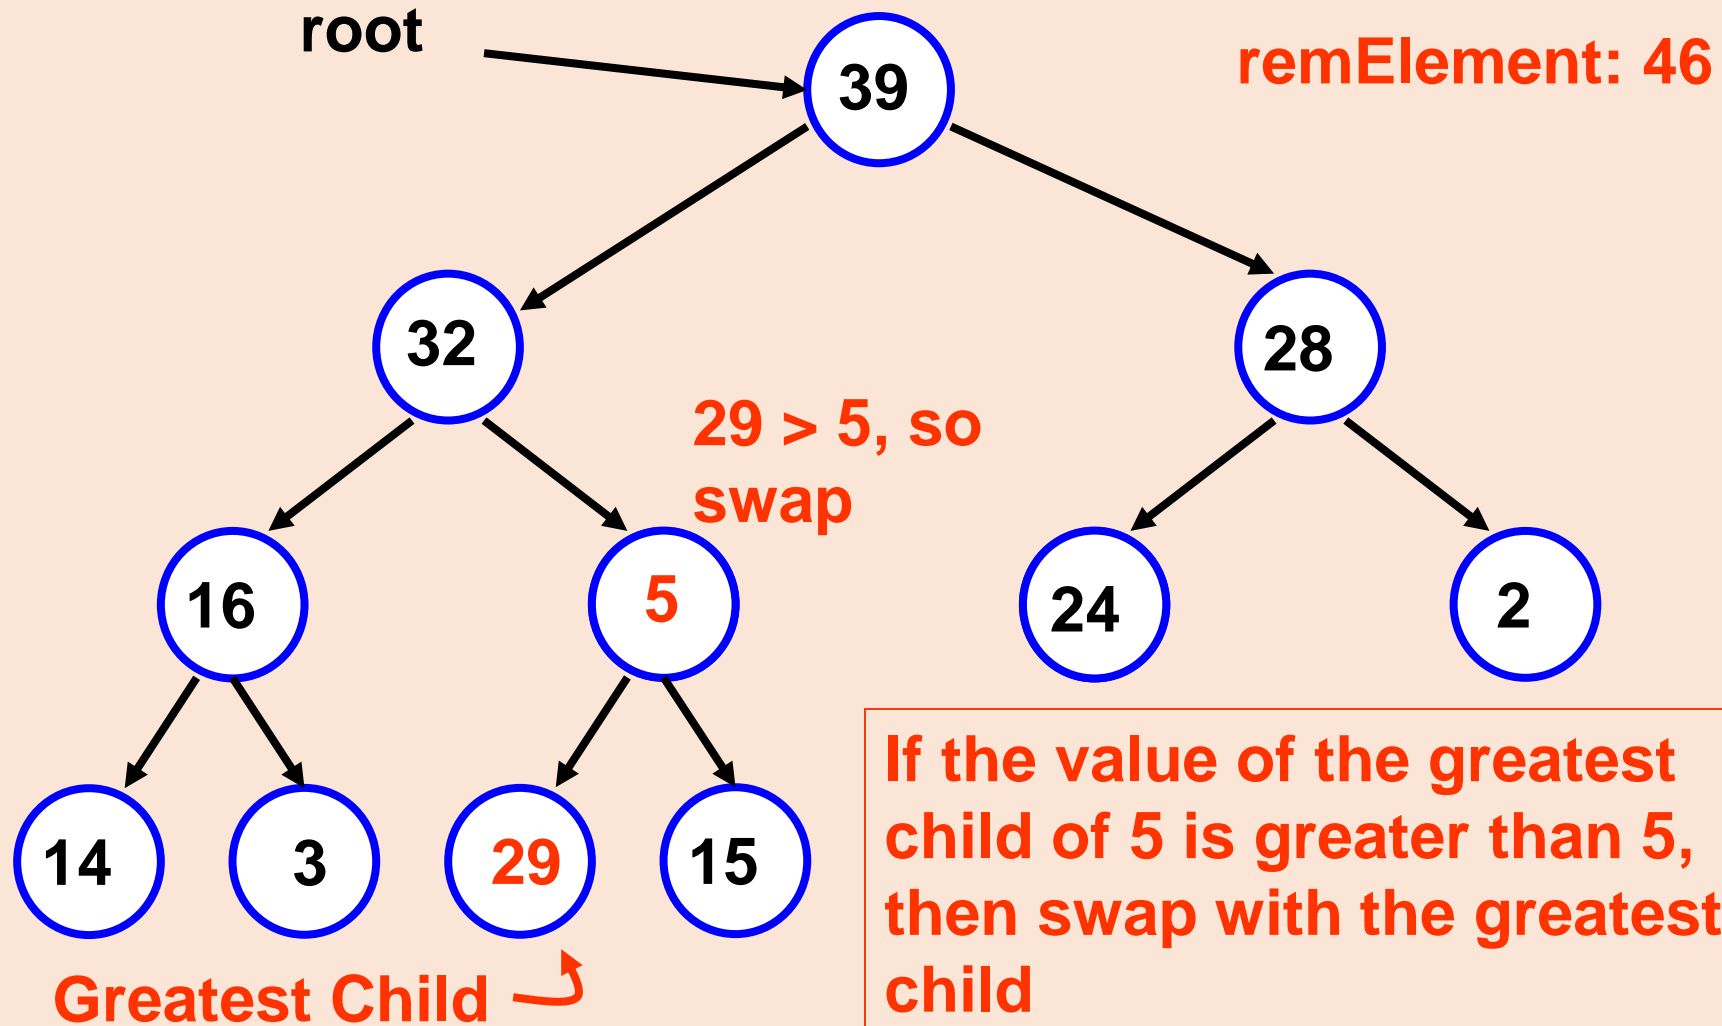 root
39
remElement: 46
32
28
29 > 5, so
swap
16
5
24
2
14
3
29
15
If the value of the greatest
child of 5 is greater than 5,
then swap with the greatest
child
Greatest Child